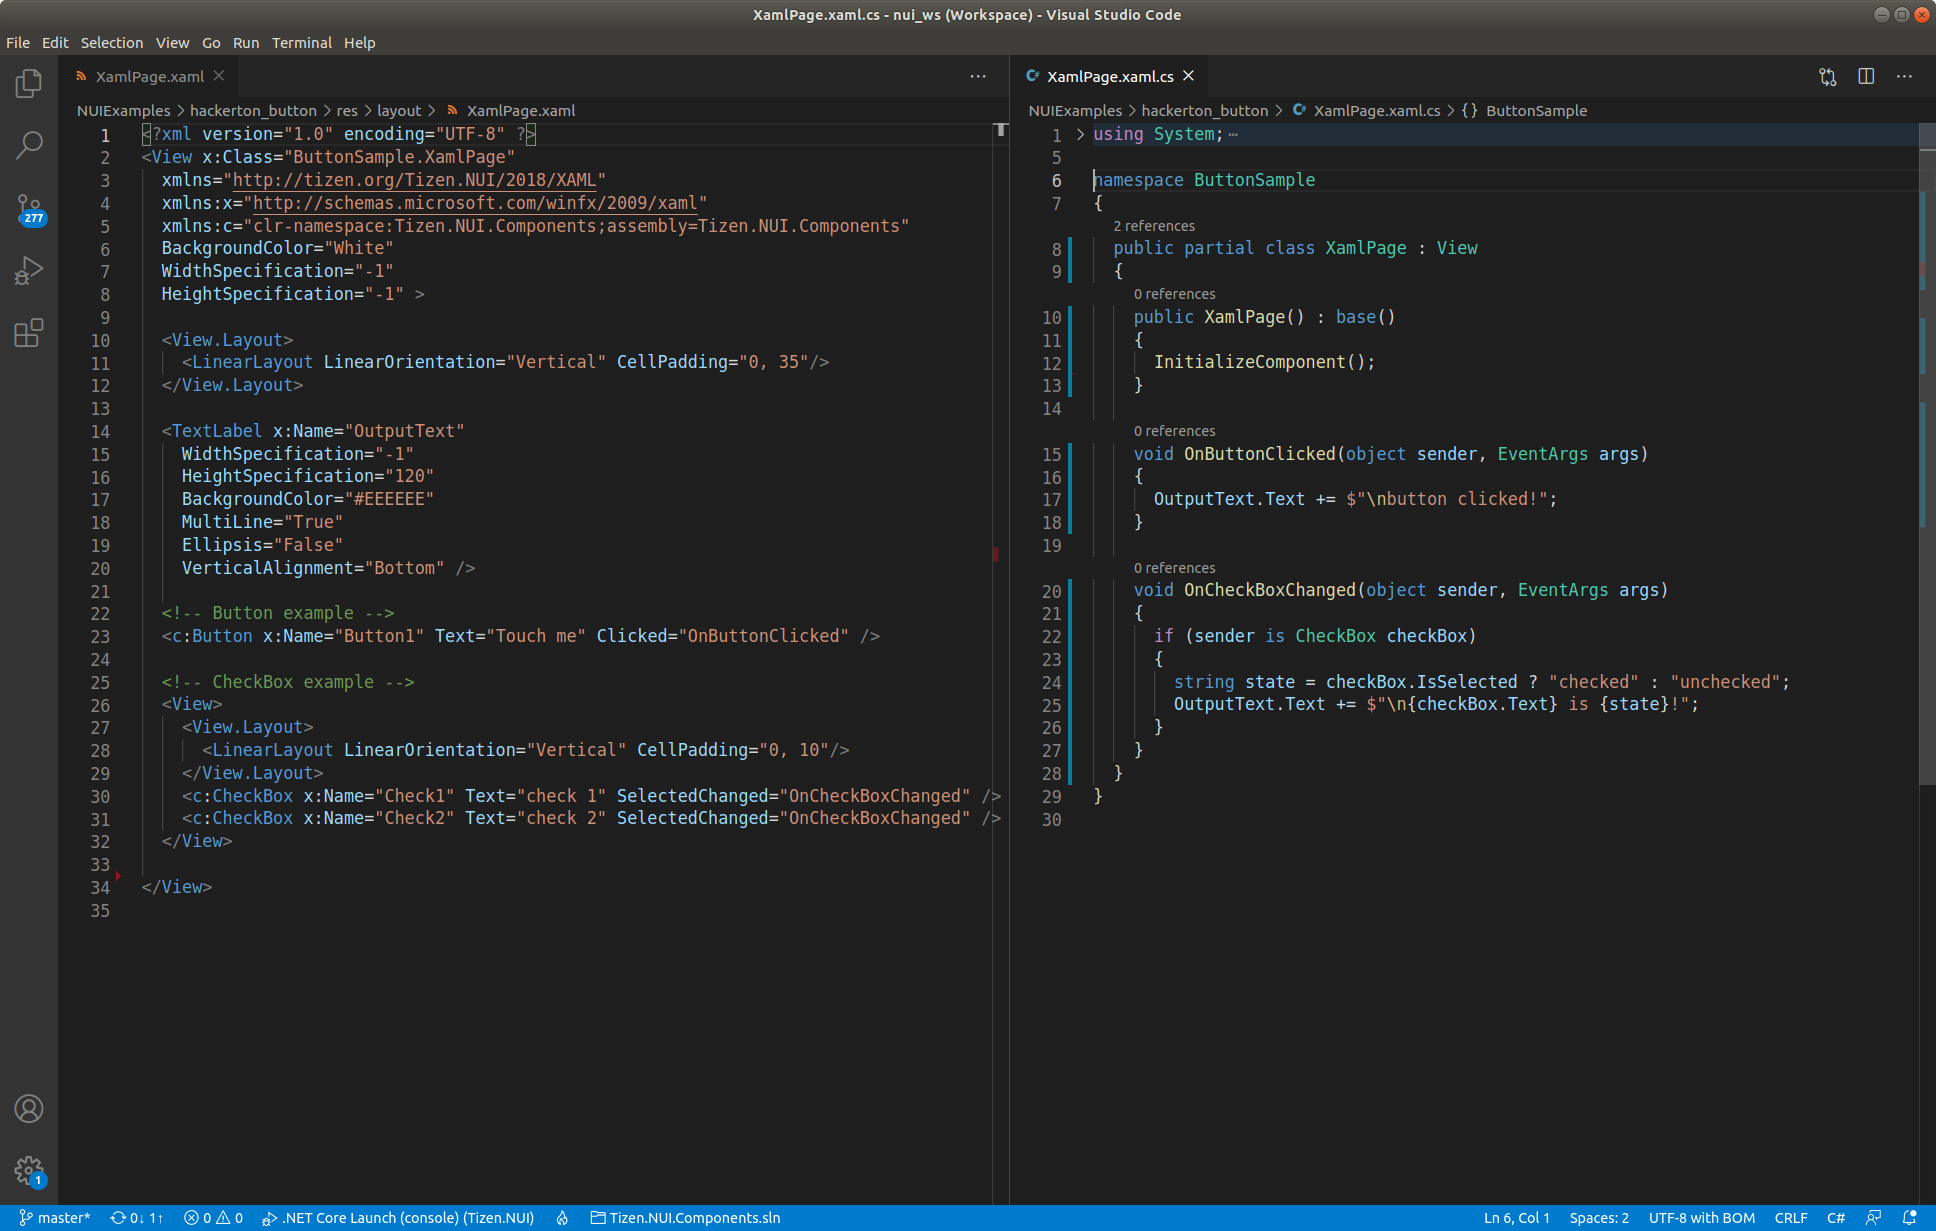 XamlPage.xaml.cs - nui_ws (Workspace) - Visual Studio Code
File Edit Selection View Go Run Terminal Help
XamlPage.xaml
NUIExamples > hackerton_button > res > layout > XamlPage.xaml
1 <?xml version="1.0" encoding="UTF-8" ?>
2 <View x:Class="ButtonSample.XamlPage"
3 xmlns="http://tizen.org/Tizen.NUI/2018/XAML"
4 xmlns:x="http://schemas.microsoft.com/winfx/2009/xaml"
5 xmlns:c="clr-namespace:Tizen.NUI.Components;assembly=Tizen.NUI.Components"
6 BackgroundColor="White"
7 WidthSpecification="-1"
8 HeightSpecification="-1" >
9
10 <View.Layout>
11 <LinearLayout LinearOrientation="Vertical" CellPadding="0, 35"/>
12 </View.Layout>
13
14 <TextLabel x:Name="OutputText"
15 WidthSpecification="-1"
16 HeightSpecification="120"
17 BackgroundColor="#EEEEEE"
18 MultiLine="True"
19 Ellipsis="False"
20 VerticalAlignment="Bottom" />
21
22 <!-- Button example -->
23 <c:Button x:Name="Button1" Text="Touch me" Clicked="OnButtonClicked" />
24
25 <!-- CheckBox example -->
26 <View>
27 <View.Layout>
28 <LinearLayout LinearOrientation="Vertical" CellPadding="0, 10"/>
29 </View.Layout>
30 <c:CheckBox x:Name="Check1" Text="check 1" SelectedChanged="OnCheckBoxChanged" />
31 <c:CheckBox x:Name="Check2" Text="check 2" SelectedChanged="OnCheckBoxChanged" />
32 </View>
33
34 </View>
35
C# XamlPage.xaml.cs
NUIExamples > hackerton_button > C# XamlPage.xaml.cs > {} ButtonSample
1 using System; ...
5
6 namespace ButtonSample
7 {
2 references
8 public partial class XamlPage : View
9 {
0 references
10 public XamlPage() : base()
11 {
12 InitializeComponent();
13 }
14
0 references
15 void OnButtonClicked(object sender, EventArgs args)
16 {
17 OutputText.Text += $"\nbutton clicked!";
18 }
19
0 references
20 void OnCheckBoxChanged(object sender, EventArgs args)
21 {
22 if (sender is CheckBox checkBox)
23 {
24 string state = checkBox.IsSelected ? "checked" : "unchecked";
25 OutputText.Text += $"\n{checkBox.Text} is {state}!";
26 }
27 }
28 }
29 }
30
277
1
master* 0↓ 1↑ 0 0 .NET Core Launch (console) (Tizen.NUI) Tizen.NUI.Components.sln Ln 6, Col 1 Spaces: 2 UTF-8 with BOM CRLF C#